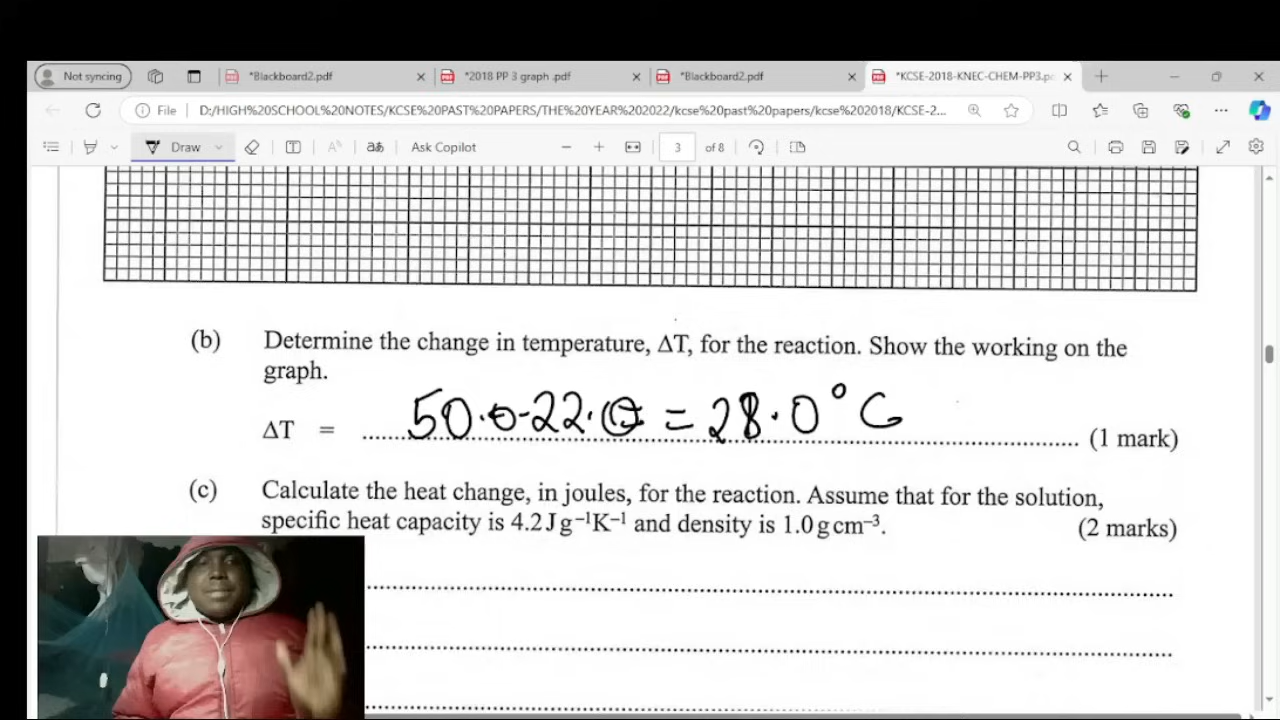 Not syncing
*Blackboard2.pdf
*2018 PP 3 graph .pdf
*Blackboard2.pdf
*KCSE-2018-KNEC-CHEM-PP3.p
File
D:/HIGH%20SCHOOL%20NOTES/KCSE%20PAST%20PAPERS/THE%20YEAR%202022/kcse%20past%20papers/kcse%202018/KCSE-2...
Draw
Ask Copilot
3 of 8
(b) Determine the change in temperature, ΔT, for the reaction. Show the working on the
graph.
ΔT = 50.0-22.0 = 28.0°C (1 mark)
(c) Calculate the heat change, in joules, for the reaction. Assume that for the solution,
specific heat capacity is 4.2 J g⁻¹K⁻¹ and density is 1.0 g cm⁻³. (2 marks)